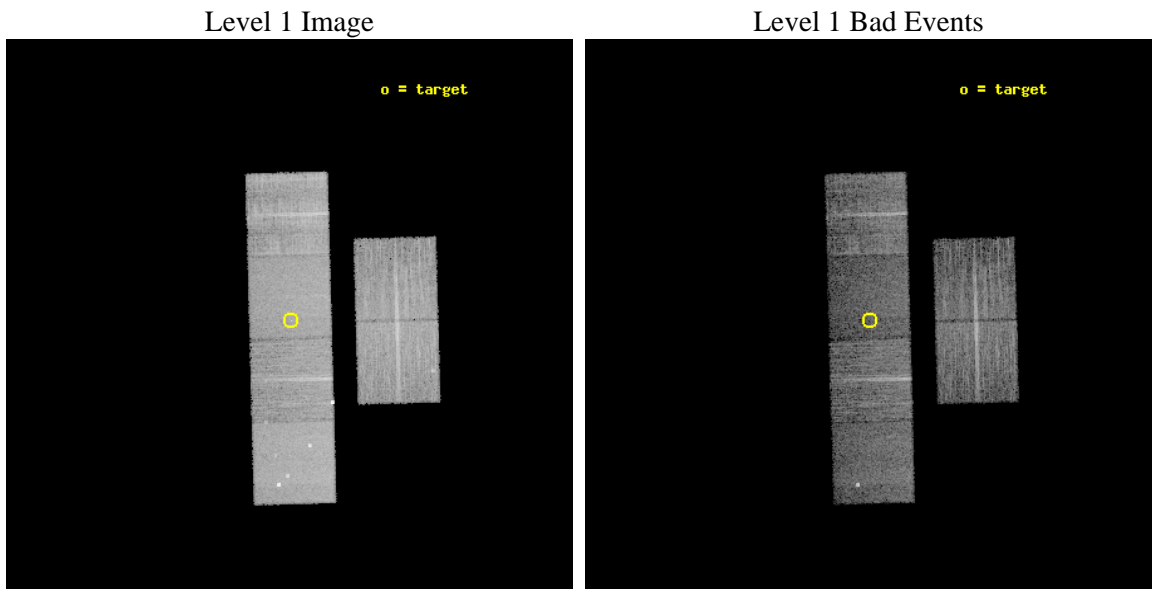 Level 1 Image
Level 1 Bad Events
o = target
o = target